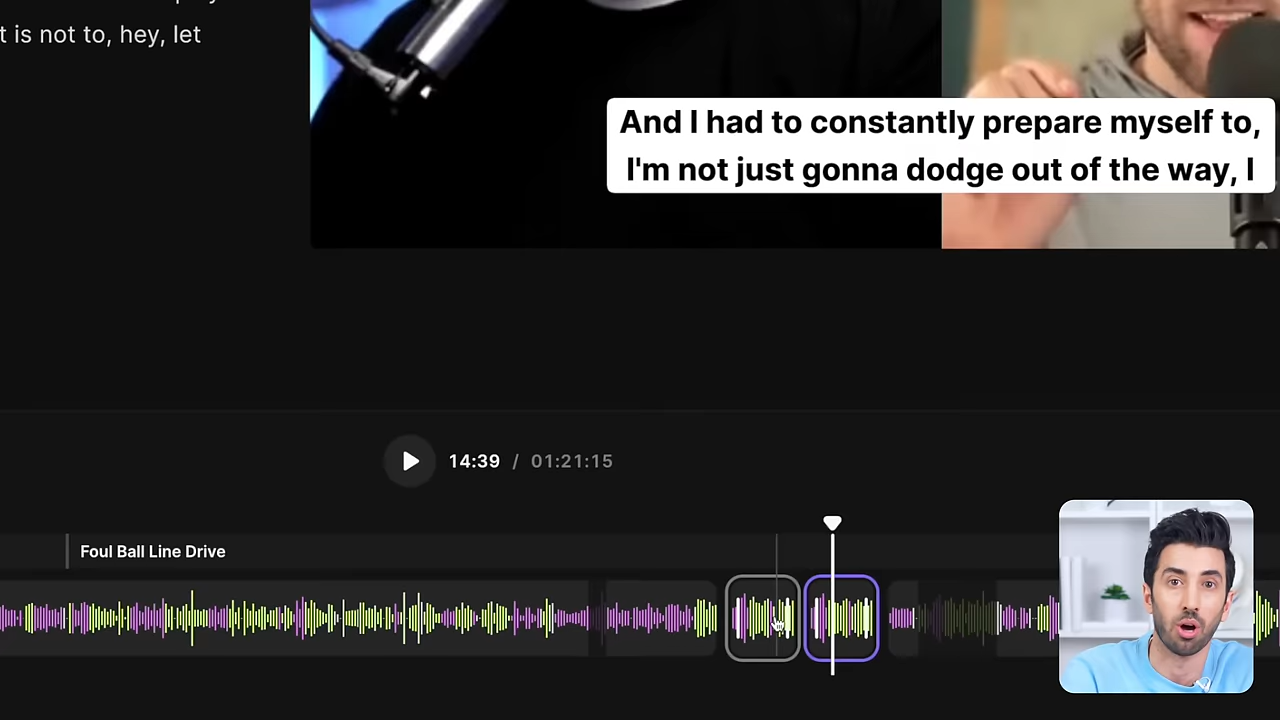 t is not to, hey, let
And I had to constantly prepare myself to,
I'm not just gonna dodge out of the way, I
14:39 / 01:21:15
Foul Ball Line Drive